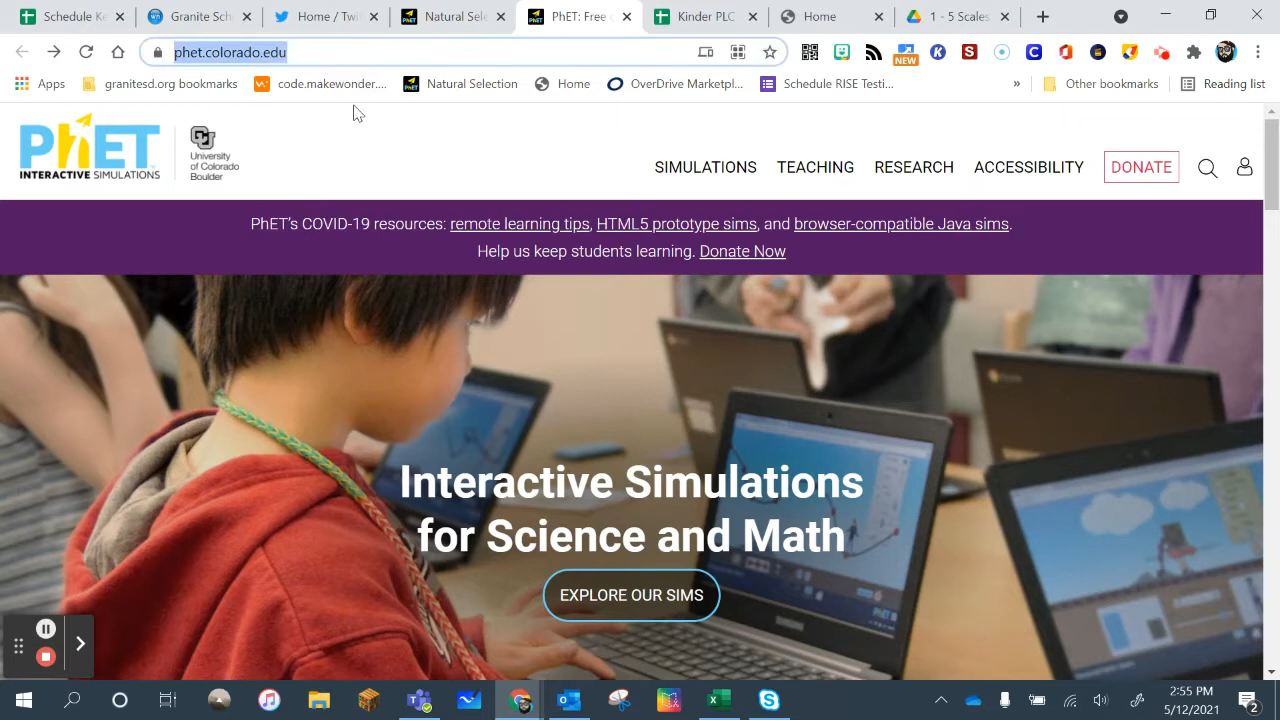 Schedule Ke
Granite Sch
Home / Twit
Natural Sele
PhET: Free o
Kinder PLC
Home
1 - 5 Scales
phet.colorado.edu
NEW
Apps
granitesd.org bookmarks
code.makewonder....
Natural Selection
Home
OverDrive Marketpl...
Schedule RISE Testi...
»
Other bookmarks
Reading list
PhET
INTERACTIVE SIMULATIONS
University
of Colorado
Boulder
SIMULATIONS
TEACHING
RESEARCH
ACCESSIBILITY
DONATE
PhET's COVID-19 resources: remote learning tips, HTML5 prototype sims, and browser-compatible Java sims.
Help us keep students learning. Donate Now
Interactive Simulations
for Science and Math
EXPLORE OUR SIMS
2:55 PM
5/12/2021
2